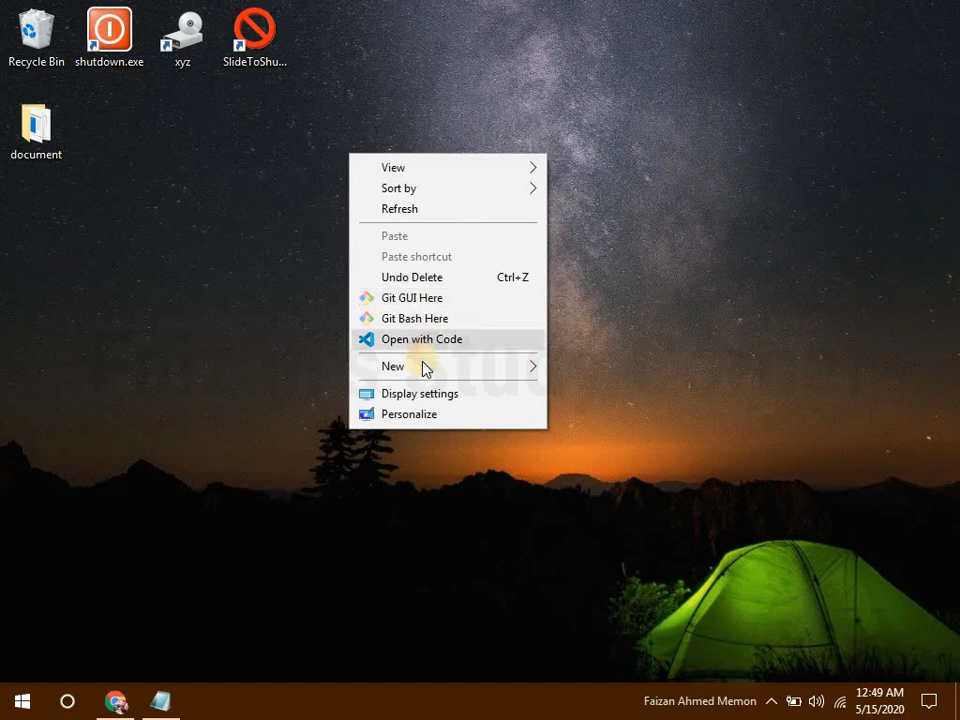 Recycle Bin
shutdown.exe
xyz
SlideToShu...
document
View
Sort by
Refresh
Paste
Paste shortcut
Undo Delete Ctrl+Z
Git GUI Here
Git Bash Here
Open with Code
New
Display settings
Personalize
Faizan Ahmed Memon
12:49 AM
5/15/2020